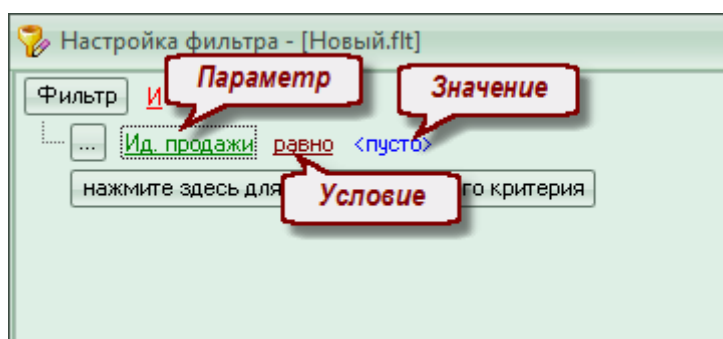 Настройка фильтра - [Новый.flt]
Параметр
Значение
Фильтр И
... Ид. продажи равно <пусто>
нажмите здесь для го критерия
Условие